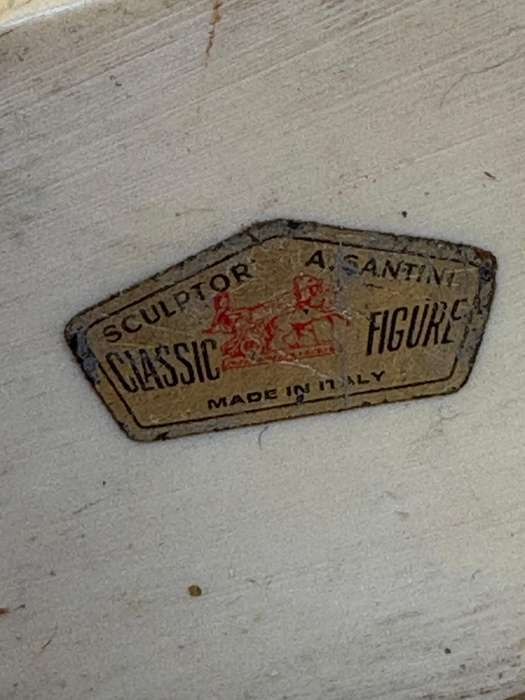 SCULPTOR A. SANTINI
CLASSIC FIGURE
MADE IN ITALY